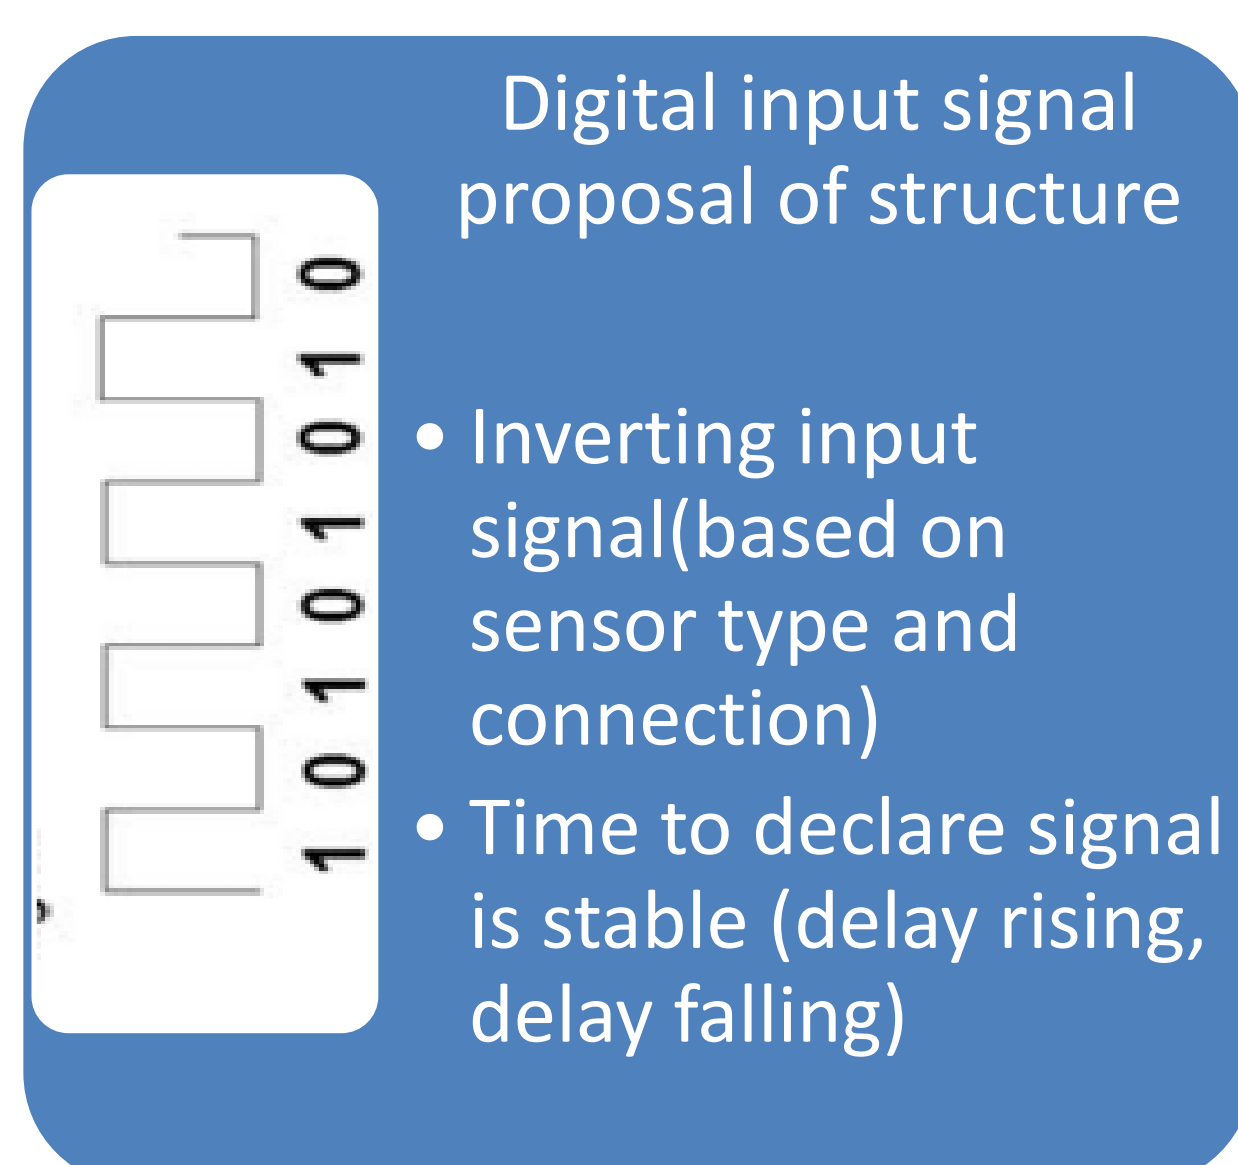 Digital input signal
proposal of structure
• Inverting input
signal(based on
sensor type and
connection)
• Time to declare signal
is stable (delay rising,
delay falling)
1 0 1 0 1 0 1 0